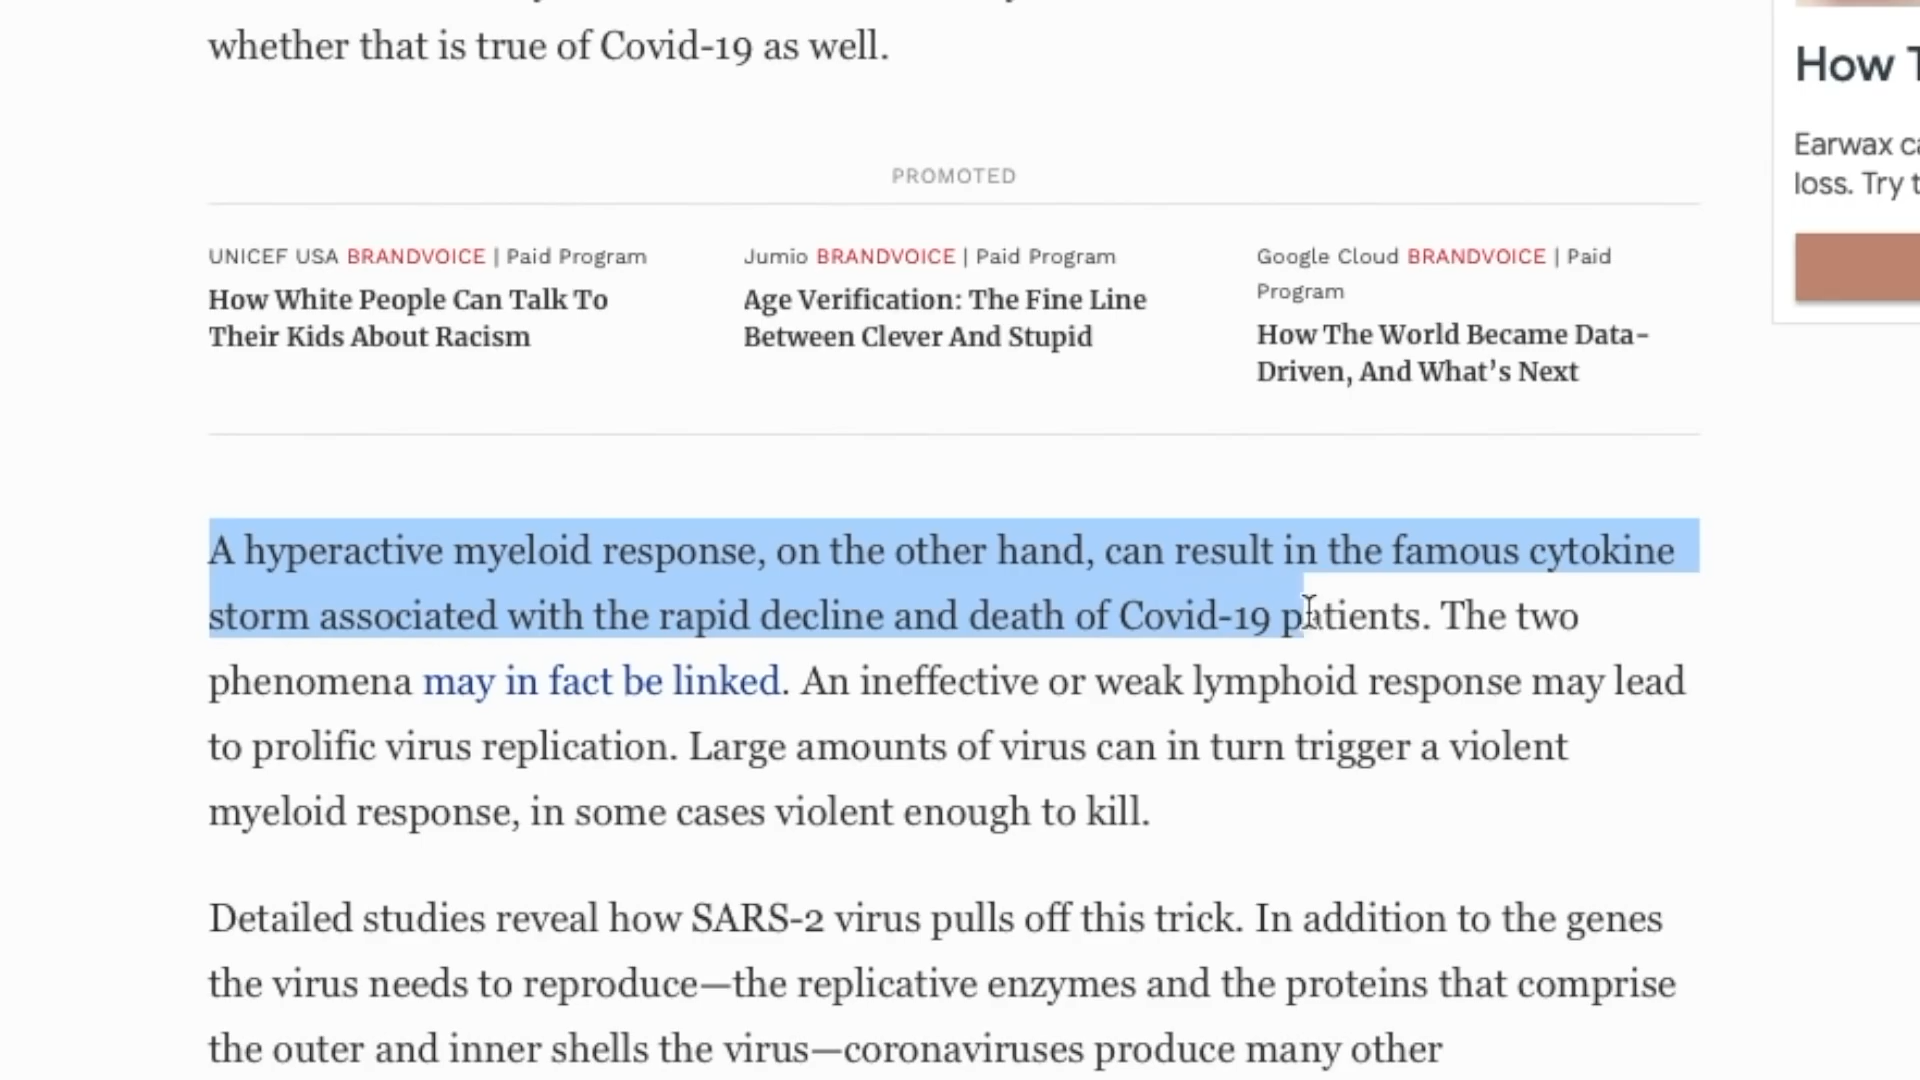 whether that is true of Covid-19 as well.
How T
Earwax ca
loss. Try t
PROMOTED
UNICEF USA BRANDVOICE | Paid Program
How White People Can Talk To
Their Kids About Racism
Jumio BRANDVOICE | Paid Program
Age Verification: The Fine Line
Between Clever And Stupid
Google Cloud BRANDVOICE | Paid
Program
How The World Became Data-
Driven, And What's Next
A hyperactive myeloid response, on the other hand, can result in the famous cytokine
storm associated with the rapid decline and death of Covid-19 patients. The two
phenomena may in fact be linked. An ineffective or weak lymphoid response may lead
to prolific virus replication. Large amounts of virus can in turn trigger a violent
myeloid response, in some cases violent enough to kill.
Detailed studies reveal how SARS-2 virus pulls off this trick. In addition to the genes
the virus needs to reproduce—the replicative enzymes and the proteins that comprise
the outer and inner shells the virus—coronaviruses produce many other